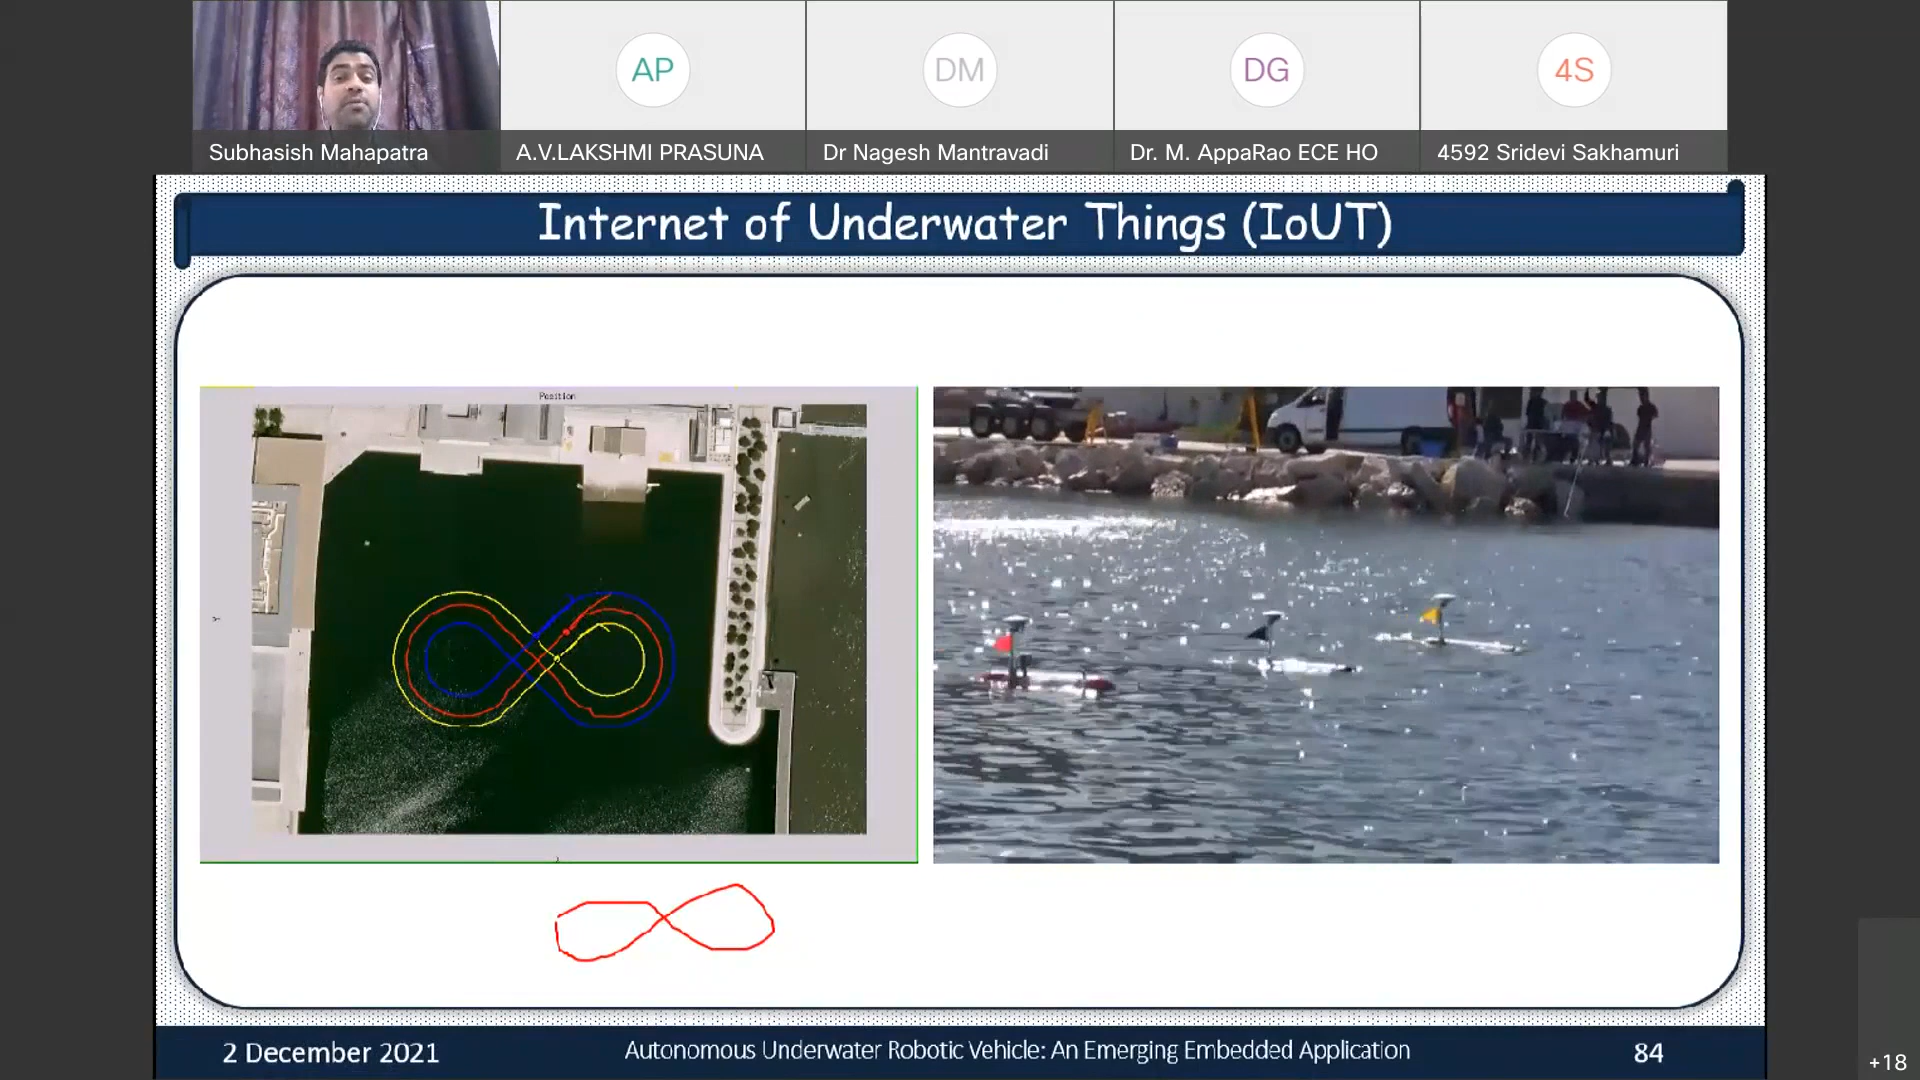 AP
DM
DG
4S
Subhasish Mahapatra
A.V.LAKSHMI PRASUNA
Dr Nagesh Mantravadi
Dr. M. AppaRao ECE HO
4592 Sridevi Sakhamuri
Internet of Underwater Things (IoUT)
Position
2 December 2021
Autonomous Underwater Robotic Vehicle: An Emerging Embedded Application
84
+18